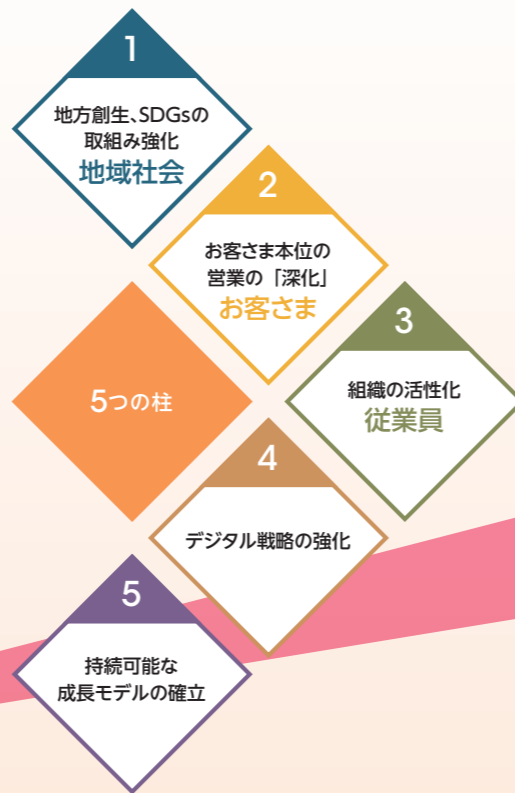 1
地方創生、SDGsの
取組み強化
地域社会
2
お客さま本位の
営業の「深化」
お客さま
3
組織の活性化
従業員
5つの柱
4
デジタル戦略の強化
5
持続可能な
成長モデルの確立